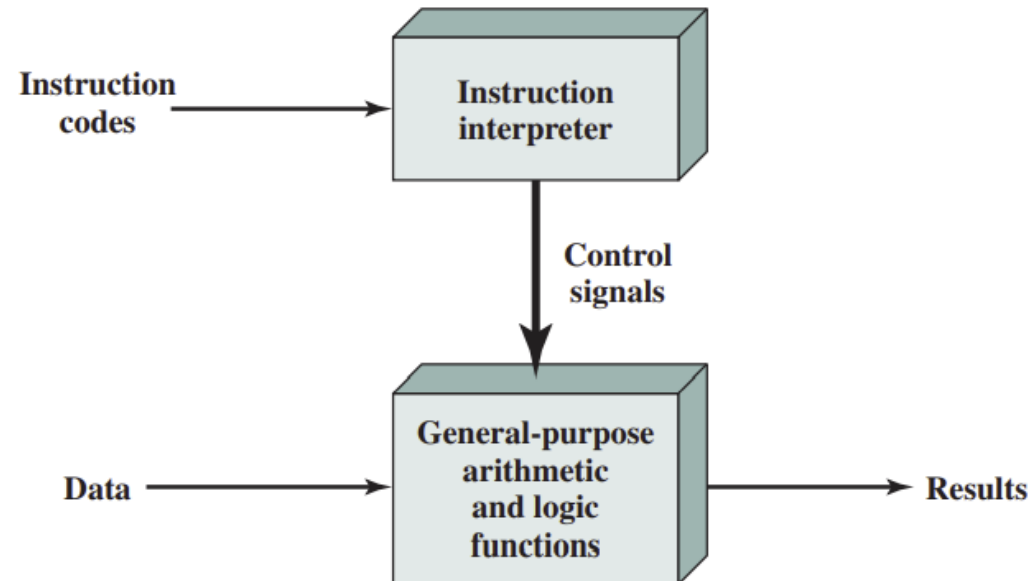 Instruction
codes
Instruction
interpreter
Control
signals
Data
General-purpose
arithmetic
and logic
functions
Results